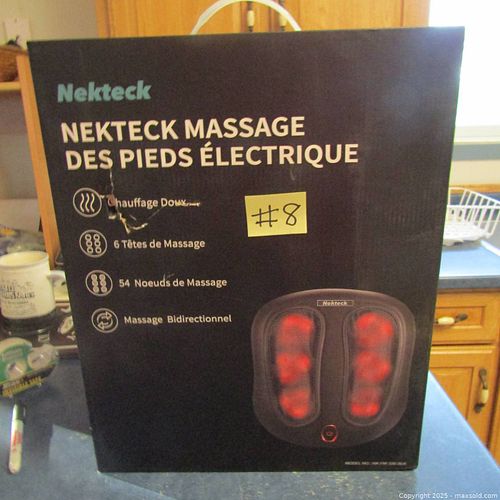 Nekteck
NEKTECK MASSAGE
DES PIEDS ÉLECTRIQUE
Chauffage Doux
#8
6 Têtes de Massage
54 Noeuds de Massage
Massage Bidirectionnel
Nekteck
Copyright 2025 - maxsold.com